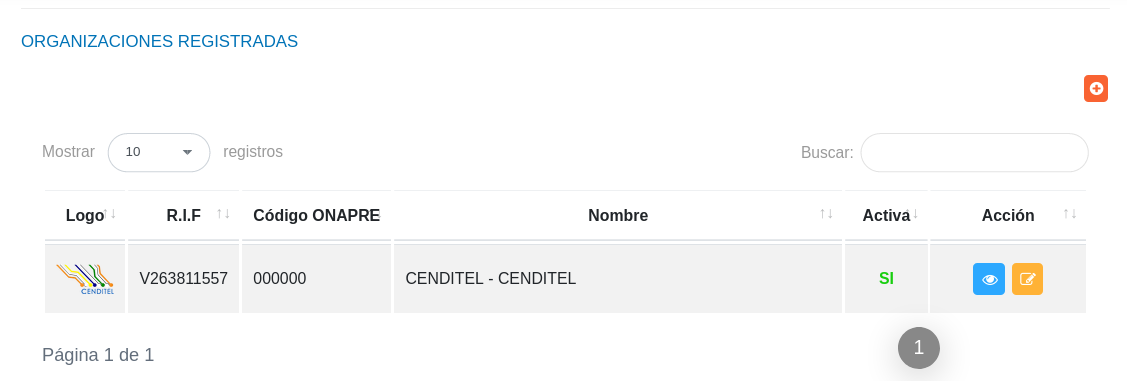 ORGANIZACIONES REGISTRADAS
Mostrar 10 registros Buscar:
Logo R.I.F Código ONAPRE Nombre Activa Acción
CENDITEL V263811557 000000 CENDITEL - CENDITEL SI
Página 1 de 1 1